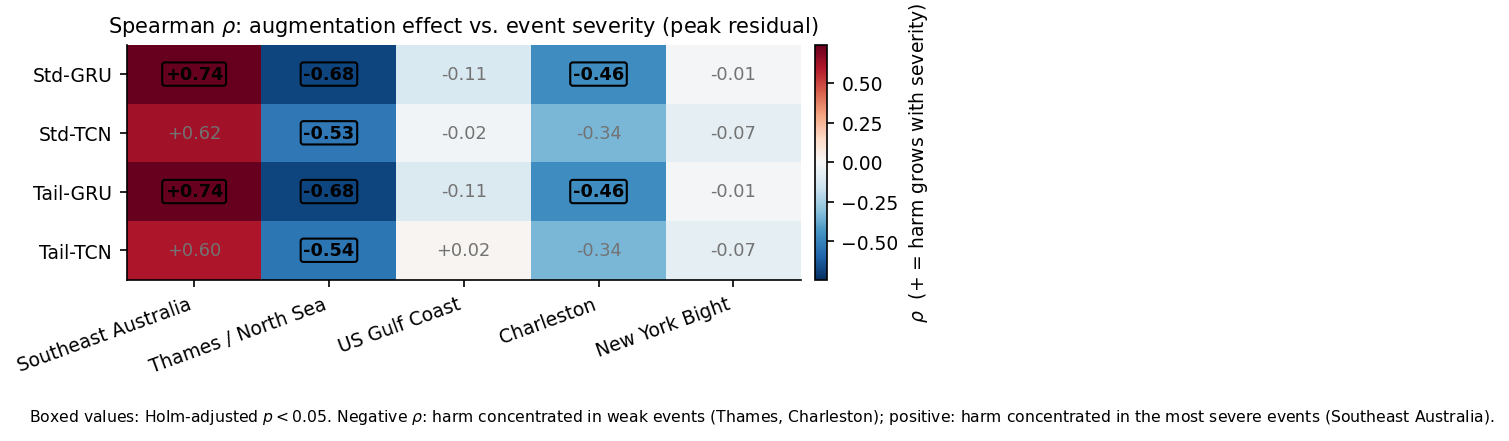 Spearman ρ: augmentation effect vs. event severity (peak residual)
Std-GRU +0.74 -0.68 -0.11 -0.46 -0.01
Std-TCN +0.62 -0.53 -0.02 -0.34 -0.07
Tail-GRU +0.74 -0.68 -0.11 -0.46 -0.01
Tail-TCN +0.60 -0.54 +0.02 -0.34 -0.07
Southeast Australia
Thames / North Sea
US Gulf Coast
Charleston
New York Bight
0.50
0.25
0.00
−0.25
−0.50
ρ (+ = harm grows with severity)
Boxed values: Holm-adjusted p < 0.05. Negative ρ: harm concentrated in weak events (Thames, Charleston); positive: harm concentrated in the most severe events (Southeast Australia).